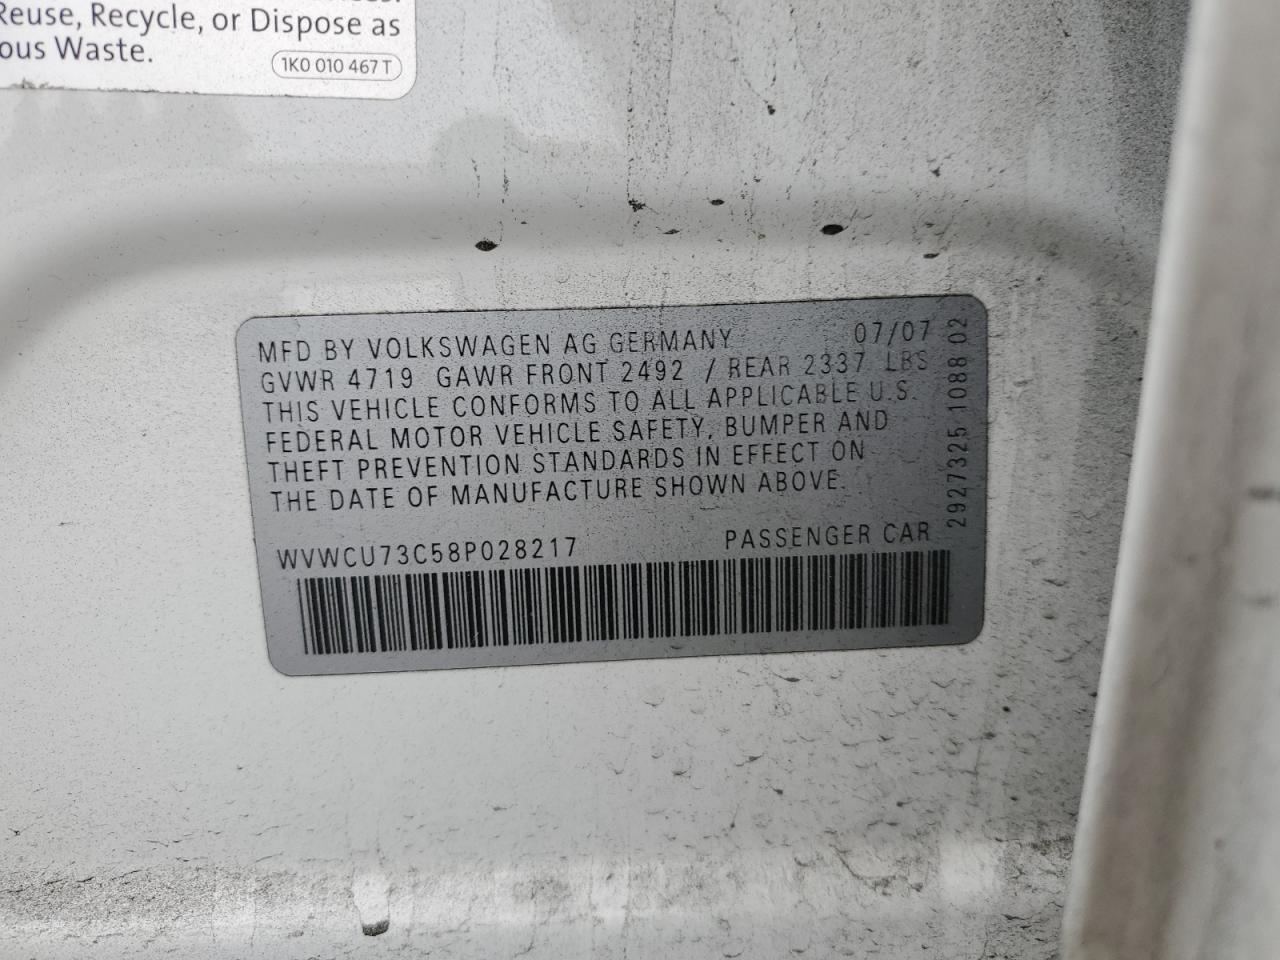 Reuse, Recycle, or Dispose as
ous Waste.
1K0 010 467 T
MFD BY VOLKSWAGEN AG GERMANY 07/07
GVWR 4719 GAWR FRONT 2492 / REAR 2337 LBS
THIS VEHICLE CONFORMS TO ALL APPLICABLE U.S.
FEDERAL MOTOR VEHICLE SAFETY, BUMPER AND
THEFT PREVENTION STANDARDS IN EFFECT ON
THE DATE OF MANUFACTURE SHOWN ABOVE.
WVWCU73C58P028217 PASSENGER CAR
2927325 1088 02